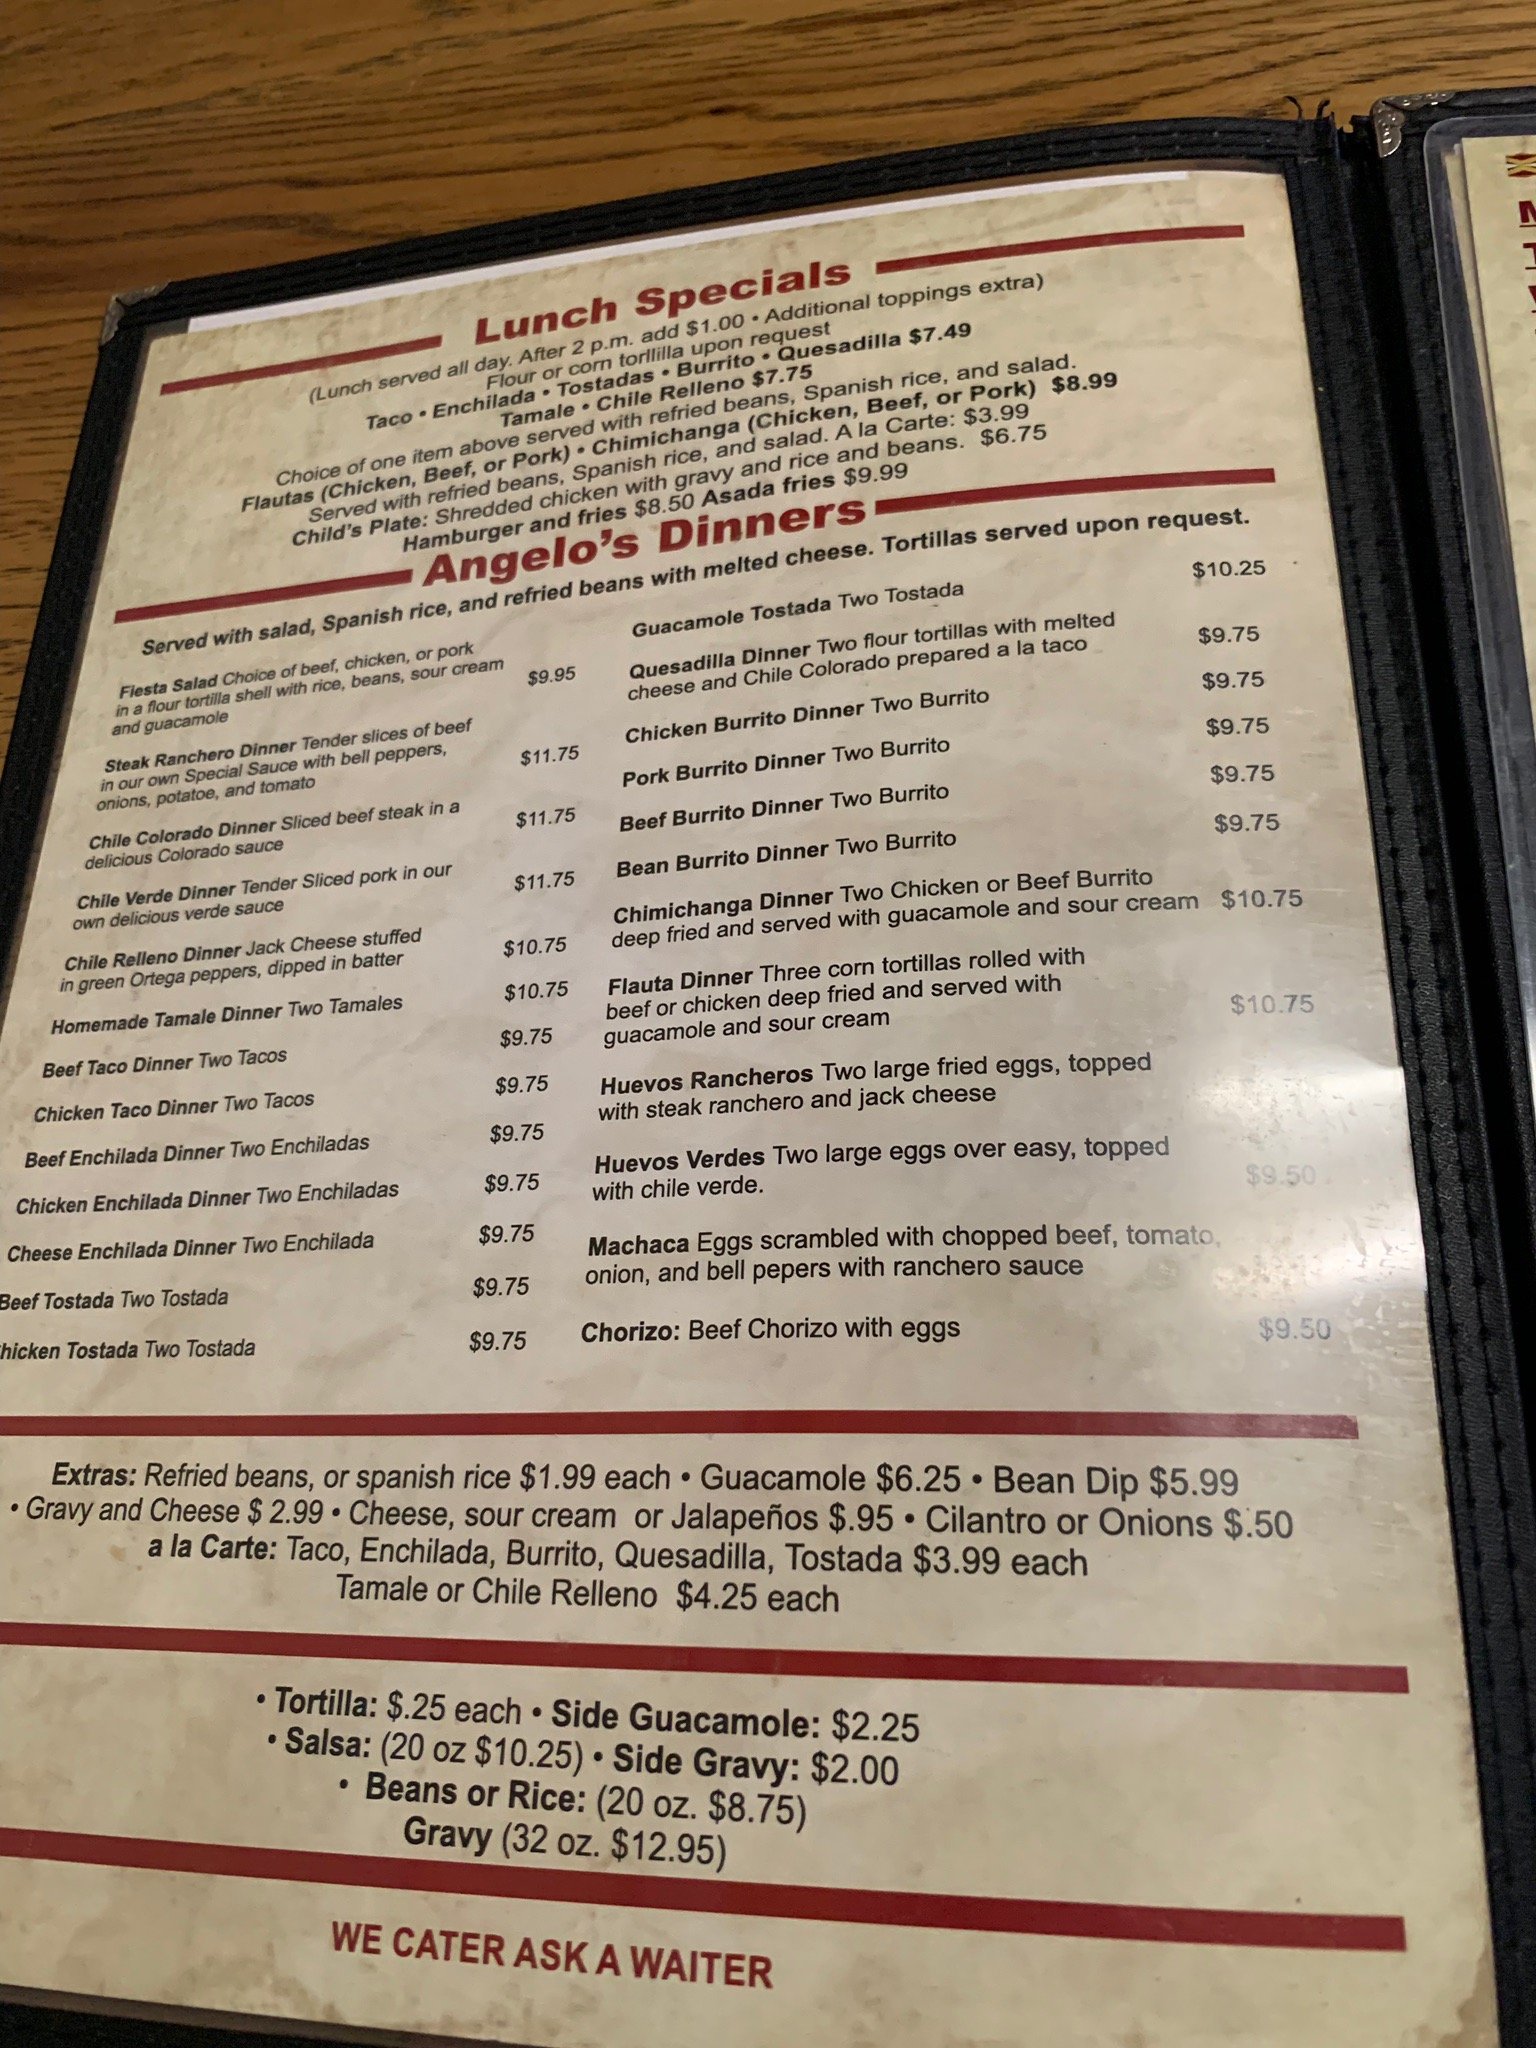 Lunch Specials
(Lunch served all day. After 2 p.m. add $1.00 • Additional toppings extra)
Flour or corn torllilla upon request
Taco • Enchilada • Tostadas • Burrito • Quesadilla $7.49
Tamale • Chile Relleno $7.75
Choice of one item above served with refried beans, Spanish rice, and salad.
Flautas (Chicken, Beef, or Pork) • Chimichanga (Chicken, Beef, or Pork) $8.99
Served with refried beans, Spanish rice, and salad. A la Carte: $3.99
Child's Plate: Shredded chicken with gravy and rice and beans. $6.75
Hamburger and fries $8.50 Asada fries $9.99
Angelo's Dinners
Served with salad, Spanish rice, and refried beans with melted cheese. Tortillas served upon request.
Fiesta Salad Choice of beef, chicken, or pork
in a flour tortilla shell with rice, beans, sour cream $9.95
and guacamole
Steak Ranchero Dinner Tender slices of beef
in our own Special Sauce with bell peppers, $11.75
onions, potatoe, and tomato
Chile Colorado Dinner Sliced beef steak in a $11.75
delicious Colorado sauce
Chile Verde Dinner Tender Sliced pork in our $11.75
own delicious verde sauce
Chile Relleno Dinner Jack Cheese stuffed
in green Ortega peppers, dipped in batter $10.75
Homemade Tamale Dinner Two Tamales $10.75
Beef Taco Dinner Two Tacos $9.75
Chicken Taco Dinner Two Tacos $9.75
Beef Enchilada Dinner Two Enchiladas $9.75
Chicken Enchilada Dinner Two Enchiladas $9.75
Cheese Enchilada Dinner Two Enchilada $9.75
Beef Tostada Two Tostada $9.75
hicken Tostada Two Tostada $9.75
Guacamole Tostada Two Tostada $10.25
Quesadilla Dinner Two flour tortillas with melted $9.75
cheese and Chile Colorado prepared a la taco
Chicken Burrito Dinner Two Burrito $9.75
Pork Burrito Dinner Two Burrito $9.75
Beef Burrito Dinner Two Burrito $9.75
Bean Burrito Dinner Two Burrito $9.75
Chimichanga Dinner Two Chicken or Beef Burrito
deep fried and served with guacamole and sour cream $10.75
Flauta Dinner Three corn tortillas rolled with
beef or chicken deep fried and served with $10.75
guacamole and sour cream
Huevos Rancheros Two large fried eggs, topped
with steak ranchero and jack cheese
Huevos Verdes Two large eggs over easy, topped
with chile verde. $9.50
Machaca Eggs scrambled with chopped beef, tomato,
onion, and bell pepers with ranchero sauce
Chorizo: Beef Chorizo with eggs $9.50
Extras: Refried beans, or spanish rice $1.99 each • Guacamole $6.25 • Bean Dip $5.99
• Gravy and Cheese $ 2.99 • Cheese, sour cream or Jalapeños $.95 • Cilantro or Onions $.50
a la Carte: Taco, Enchilada, Burrito, Quesadilla, Tostada $3.99 each
Tamale or Chile Relleno $4.25 each
• Tortilla: $.25 each • Side Guacamole: $2.25
• Salsa: (20 oz $10.25) • Side Gravy: $2.00
• Beans or Rice: (20 oz. $8.75)
Gravy (32 oz. $12.95)
WE CATER ASK A WAITER